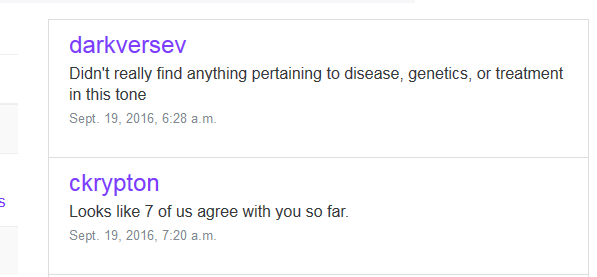 darkversev
Didn't really find anything pertaining to disease, genetics, or treatment
in this tone
Sept. 19, 2016, 6:28 a.m.
s
ckrypton
Looks like 7 of us agree with you so far.
Sept. 19, 2016, 7:20 a.m.